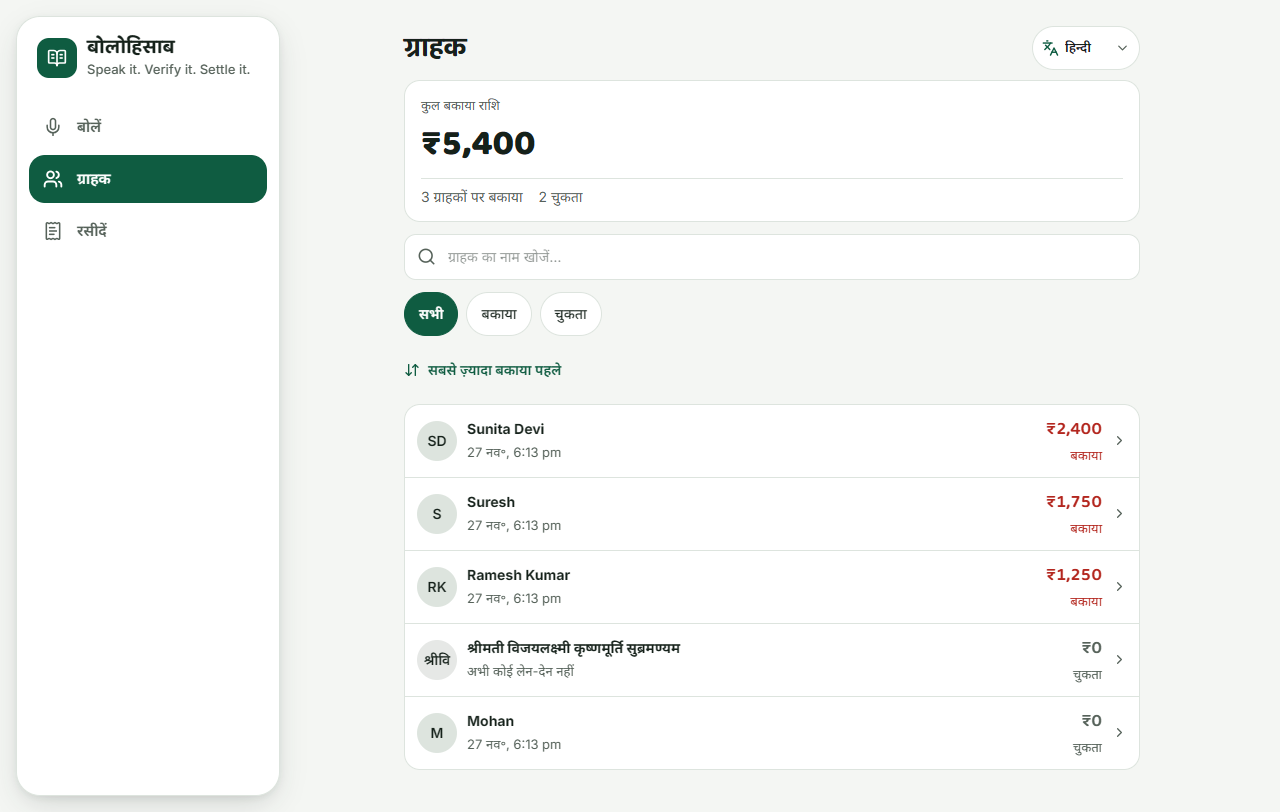 बोलोहिसाब
Speak it. Verify it. Settle it.
बोलें
ग्राहक
रसीदें
ग्राहक
हिन्दी
कुल बकाया राशि
₹5,400
3 ग्राहकों पर बकाया 2 चुकता
ग्राहक का नाम खोजें...
सभी बकाया चुकता
सबसे ज़्यादा बकाया पहले
SD
Sunita Devi
27 नव॰, 6:13 pm
₹2,400
बकाया
S
Suresh
27 नव॰, 6:13 pm
₹1,750
बकाया
RK
Ramesh Kumar
27 नव॰, 6:13 pm
₹1,250
बकाया
श्रीवि
श्रीमती विजयलक्ष्मी कृष्णमूर्ति सुब्रमण्यम
अभी कोई लेन-देन नहीं
₹0
चुकता
M
Mohan
27 नव॰, 6:13 pm
₹0
चुकता